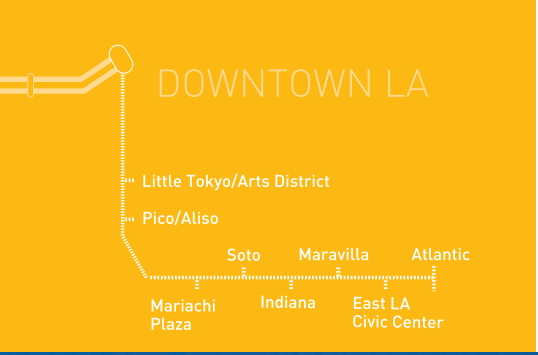 DOWNTOWN LA
Little Tokyo/Arts District
Pico/Aliso
Soto
Maravilla
Atlantic
Mariachi
Plaza
Indiana
East LA
Civic Center